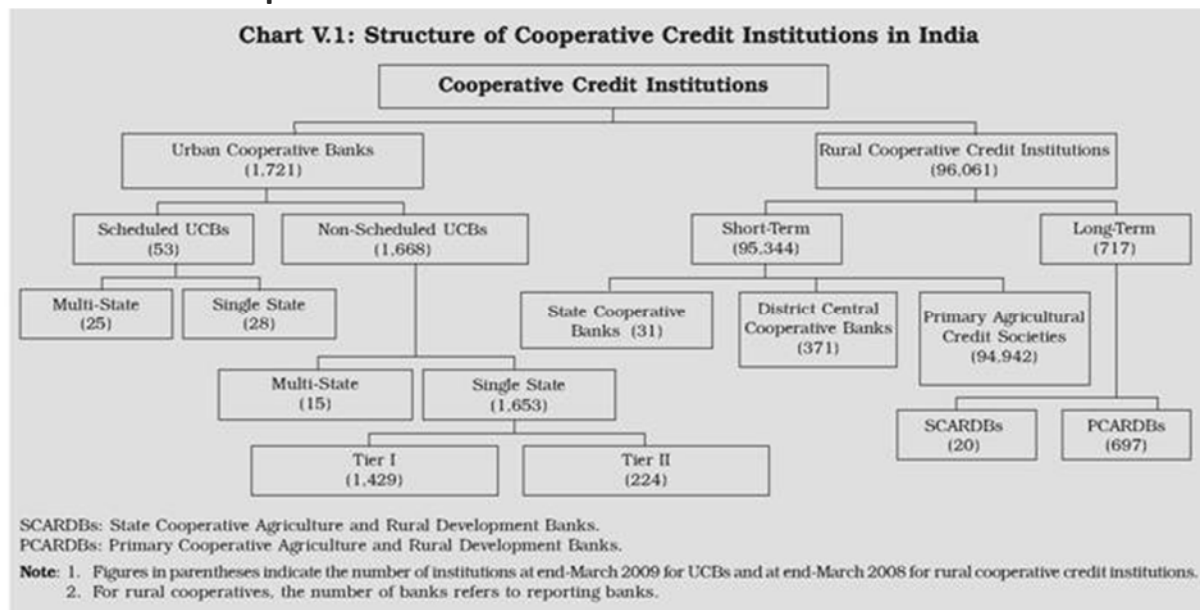 Chart V.1: Structure of Cooperative Credit Institutions in India
Cooperative Credit Institutions
Urban Cooperative Banks
(1,721)
Rural Cooperative Credit Institutions
(96,061)
Scheduled UCBs
(53)
Non-Scheduled UCBs
(1,668)
Short-Term
(95,344)
Long-Term
(717)
Multi-State
(25)
Single State
(28)
State Cooperative
Banks (31)
District Central
Cooperative Banks
(371)
Primary Agricultural
Credit Societies
(94,942)
Multi-State
(15)
Single State
(1,653)
SCARDBs
(20)
PCARDBs
(697)
Tier I
(1,429)
Tier II
(224)
SCARDBs: State Cooperative Agriculture and Rural Development Banks.
PCARDBs: Primary Cooperative Agriculture and Rural Development Banks.
Note: 1. Figures in parentheses indicate the number of institutions at end-March 2009 for UCBs and at end-March 2008 for rural cooperative credit institutions.
2. For rural cooperatives, the number of banks refers to reporting banks.